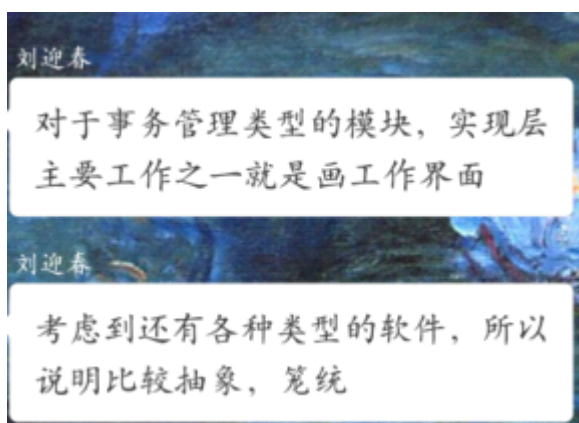 刘迎春
对于事务管理类型的模块，实现层
主要工作之一就是画工作界面
刘迎春
考虑到还有各种类型的软件，所以
说明比较抽象，笼统